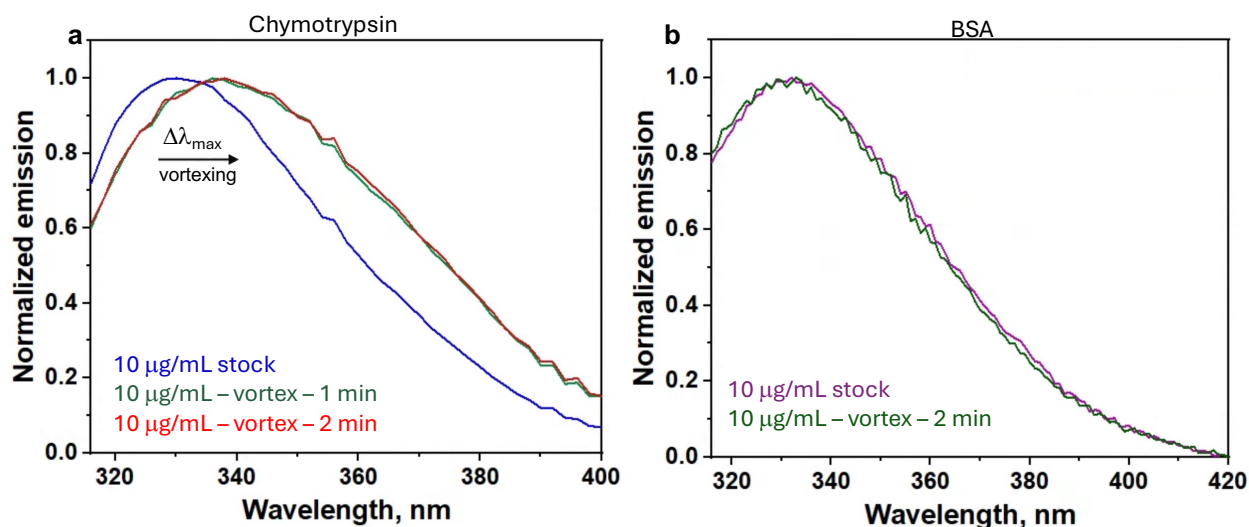 a
Chymotrypsin
Normalized emission
1.0
0.8
0.6
0.4
0.2
0.0
Δλmax
vortexing
10 μg/mL stock
10 μg/mL – vortex – 1 min
10 μg/mL – vortex – 2 min
320 340 360 380 400
Wavelength, nm
b
BSA
Normalized emission
1.0
0.8
0.6
0.4
0.2
0.0
10 μg/mL stock
10 μg/mL – vortex – 2 min
320 340 360 380 400 420
Wavelength, nm